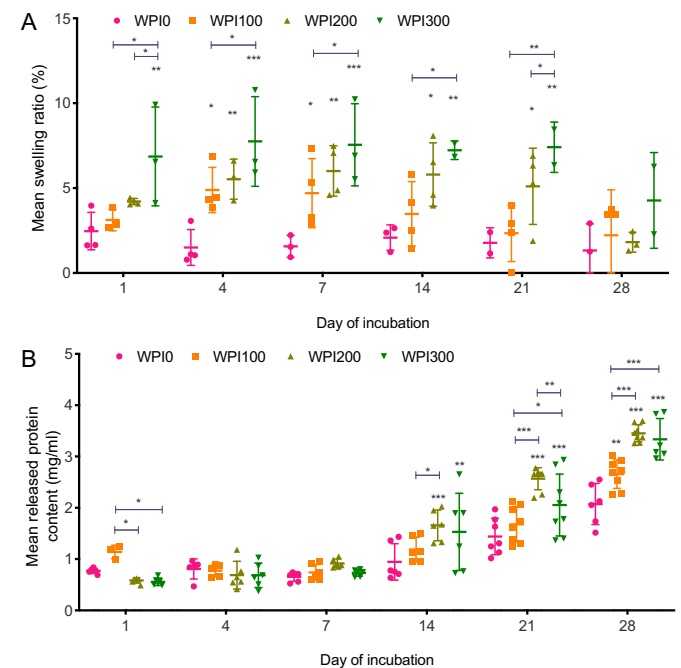 A
WPI0 WPI100 WPI200 WPI300
Mean swelling ratio (%)
15
10
5
0
* * **
* ** * ***
* ** * ***
* * **
* ** * **
1 4 7 14 21 28
Day of incubation
B
WPI0 WPI100 WPI200 WPI300
Mean released protein
content (mg/ml)
5
4
3
2
1
0
* *
* *** **
*** * ** *** ***
*** *** ** *** ***
1 4 7 14 21 28
Day of incubation